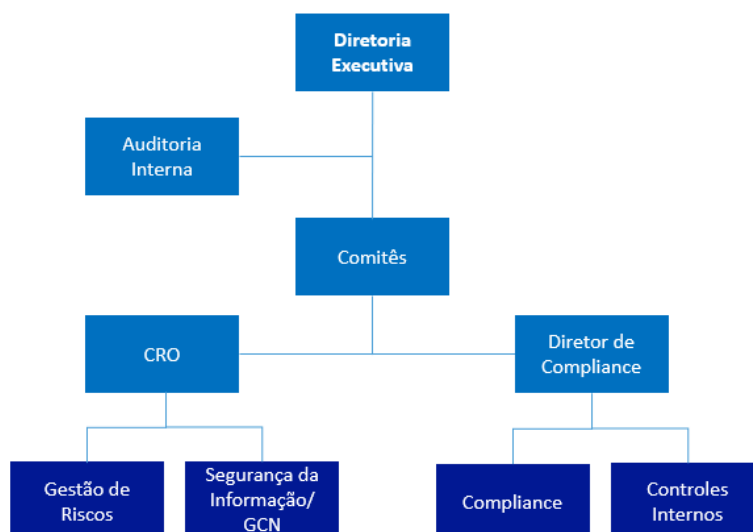 Diretoria
Executiva
Auditoria
Interna
Comitês
CRO
Diretor de
Compliance
Gestão de
Riscos
Segurança da
Informação/
GCN
Compliance
Controles
Internos